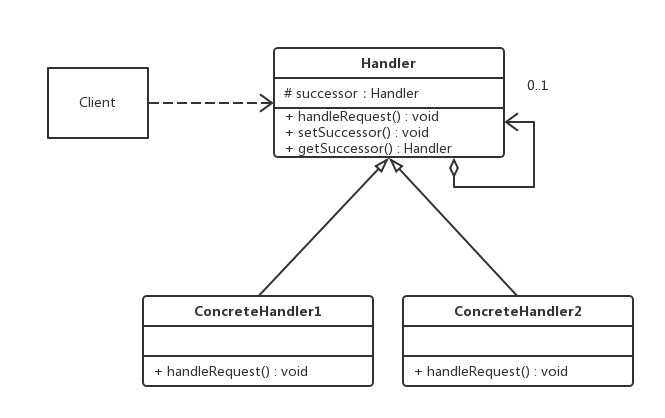 Handler
Client
# successor : Handler
0..1
+ handleRequest() : void
+ setSuccessor() : void
+ getSuccessor() : Handler
ConcreteHandler1
+ handleRequest() : void
ConcreteHandler2
+ handleRequest() : void